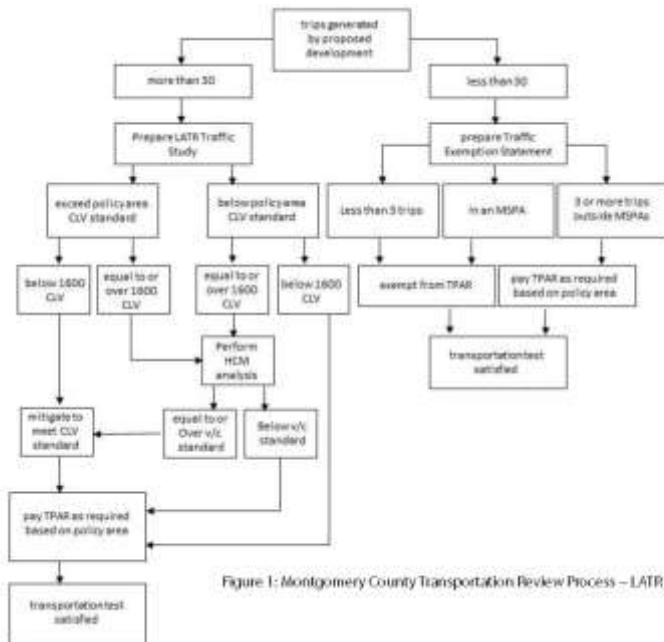 trips generated
by proposed
development
more than 30
less than 30
Prepare LATR Traffic
Study
prepare Traffic
Exemption Statement
exceed policy area
CLV standard
below policy area
CLV standard
Less than 3 trips
in an MSPA
3 or more trips
outside MSPAs
below 1600
CLV
equal to or
over 1600
CLV
equal to or
over 1600
CLV
below 1600
CLV
exempt from TPAR
pay TPAR as required
based on policy area
Perform
HCM
analysis
transportation test
satisfied
mitigate to
meet CLV
standard
equal to or
Over v/c
standard
Below v/c
standard
pay TPAR as required
based on policy area
transportation test
satisfied
Figure 1: Montgomery County Transportation Review Process – LATR